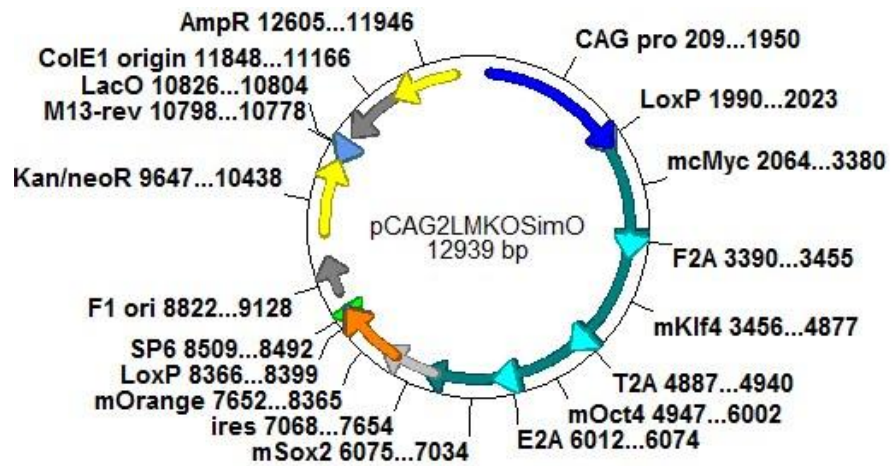 AmpR 12605...11946
ColE1 origin 11848...11166
LacO 10826...10804
M13-rev 10798...10778
Kan/neoR 9647...10438
F1 ori 8822...9128
SP6 8509...8492
LoxP 8366...8399
mOrange 7652...8365
ires 7068...7654
mSox2 6075...7034
CAG pro 209...1950
LoxP 1990...2023
mcMyc 2064...3380
F2A 3390...3455
mKlf4 3456...4877
T2A 4887...4940
mOct4 4947...6002
E2A 6012...6074
pCAG2LMKOSimO
12939 bp